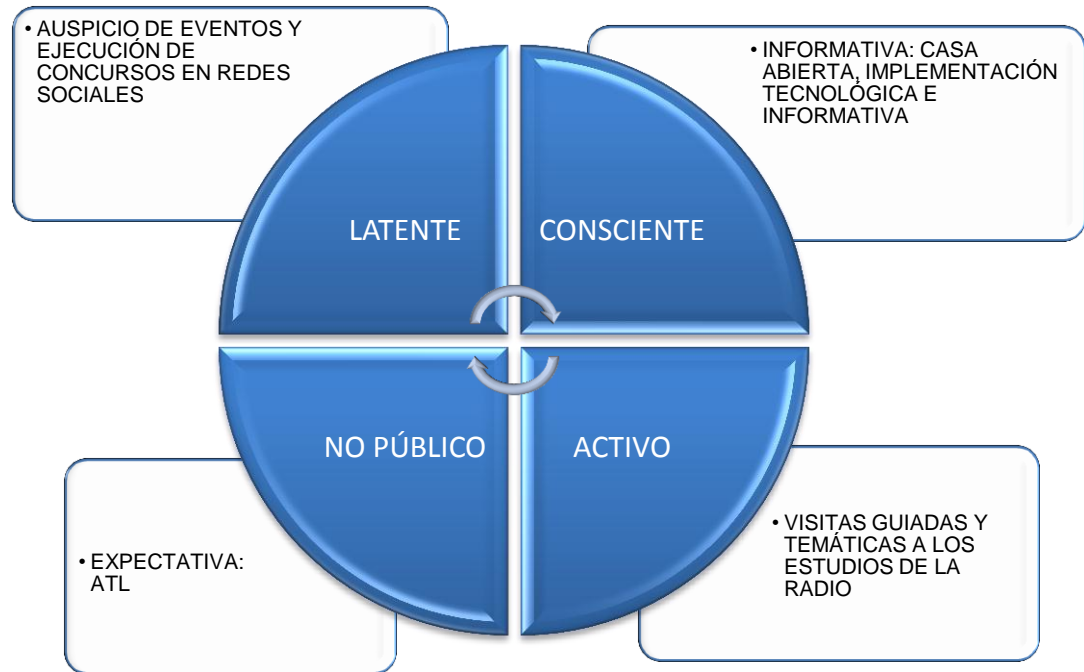 • AUSPICIO DE EVENTOS Y
EJECUCIÓN DE
CONCURSOS EN REDES
SOCIALES
• INFORMATIVA: CASA
ABIERTA, IMPLEMENTACIÓN
TECNOLÓGICA E
INFORMATIVA
LATENTE
CONSCIENTE
NO PÚBLICO
ACTIVO
• EXPECTATIVA:
ATL
• VISITAS GUIADAS Y
TEMÁTICAS A LOS
ESTUDIOS DE LA
RADIO